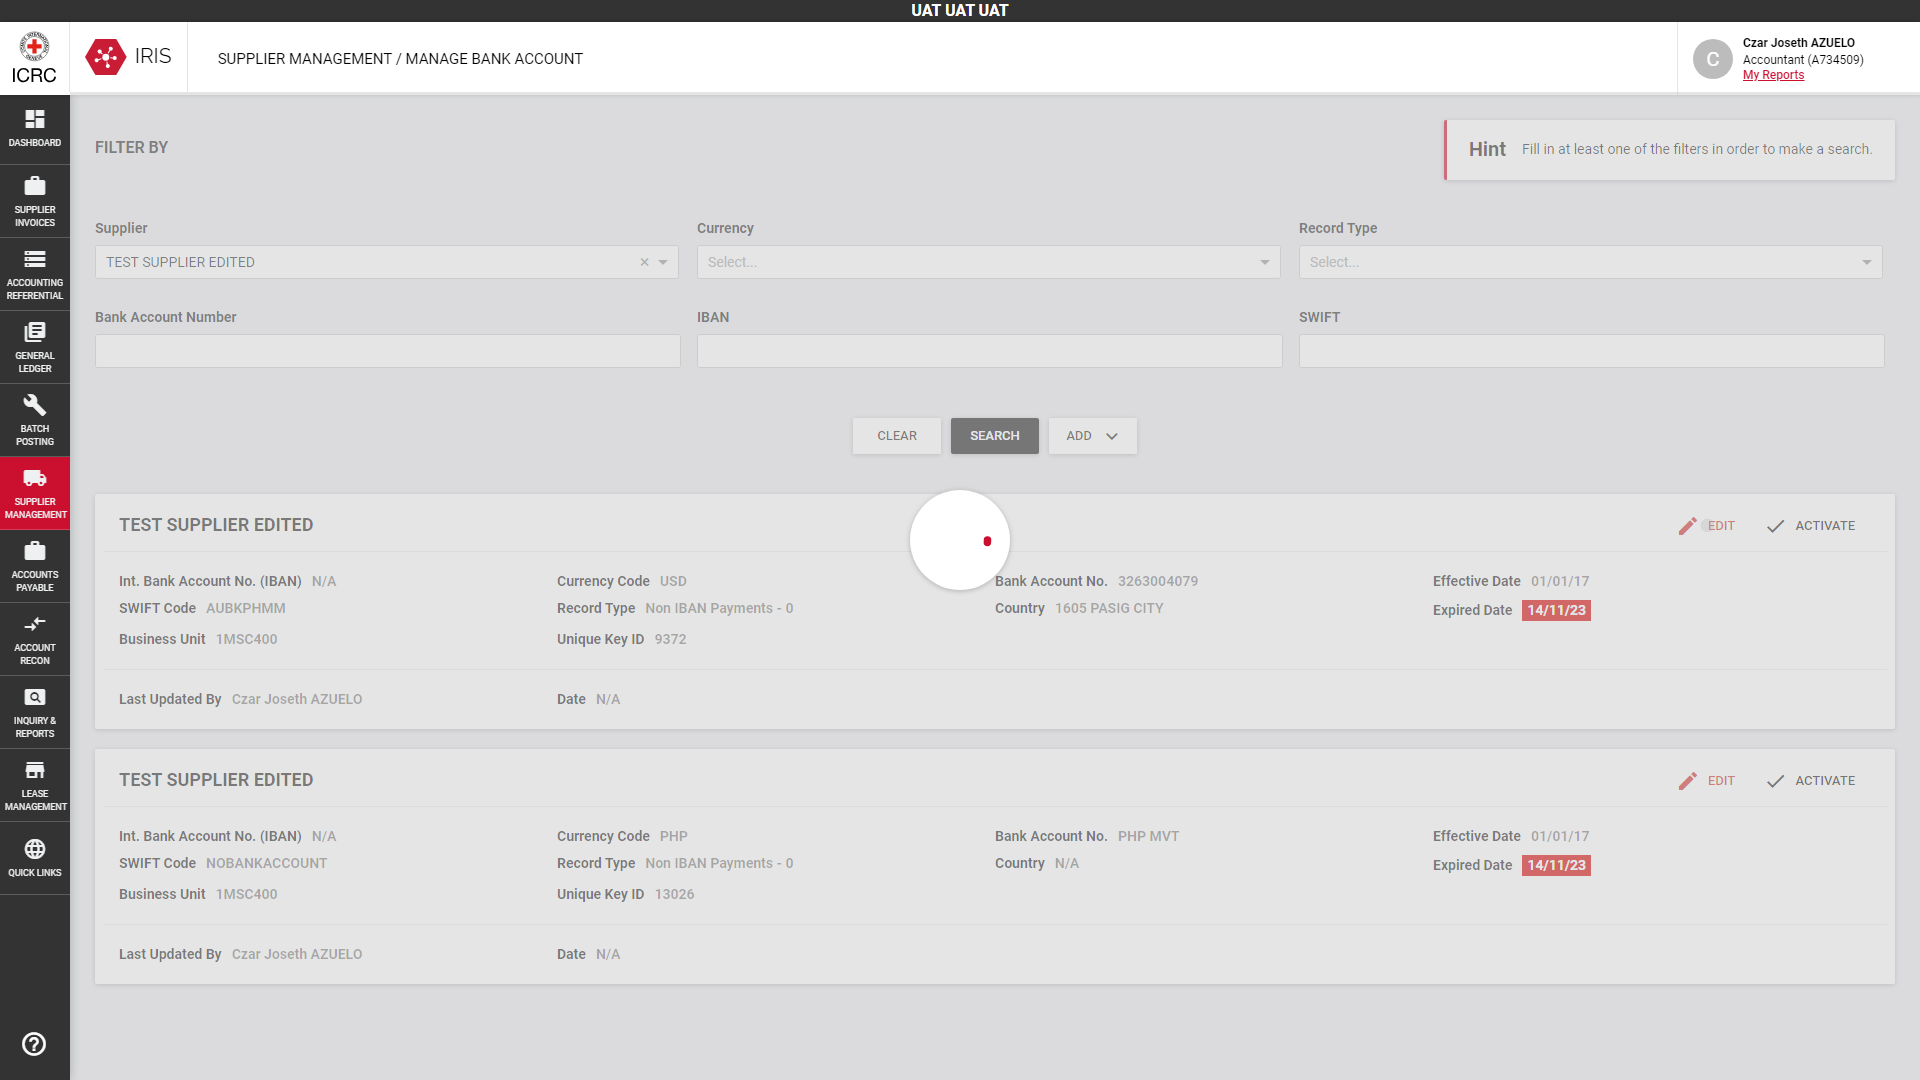 UAT UAT UAT
ICRC
IRIS
SUPPLIER MANAGEMENT / MANAGE BANK ACCOUNT
C
Czar Joseth AZUELO
Accountant (A734509)
My Reports
DASHBOARD
SUPPLIER
INVOICES
ACCOUNTING
REFERENTIAL
GENERAL
LEDGER
BATCH
POSTING
SUPPLIER
MANAGEMENT
ACCOUNTS
PAYABLE
ACCOUNT
RECON
INQUIRY &
REPORTS
LEASE
MANAGEMENT
QUICK LINKS
FILTER BY
Hint Fill in at least one of the filters in order to make a search.
Supplier Currency Record Type
TEST SUPPLIER EDITED × Select... Select...
Bank Account Number IBAN SWIFT
CLEAR SEARCH ADD
TEST SUPPLIER EDITED EDIT ACTIVATE
Int. Bank Account No. (IBAN) N/A Currency Code USD Bank Account No. 3263004079 Effective Date 01/01/17
SWIFT Code AUBKPHMM Record Type Non IBAN Payments - 0 Country 1605 PASIG CITY Expired Date 14/11/23
Business Unit 1MSC400 Unique Key ID 9372
Last Updated By Czar Joseth AZUELO Date N/A
TEST SUPPLIER EDITED EDIT ACTIVATE
Int. Bank Account No. (IBAN) N/A Currency Code PHP Bank Account No. PHP MVT Effective Date 01/01/17
SWIFT Code NOBANKACCOUNT Record Type Non IBAN Payments - 0 Country N/A Expired Date 14/11/23
Business Unit 1MSC400 Unique Key ID 13026
Last Updated By Czar Joseth AZUELO Date N/A